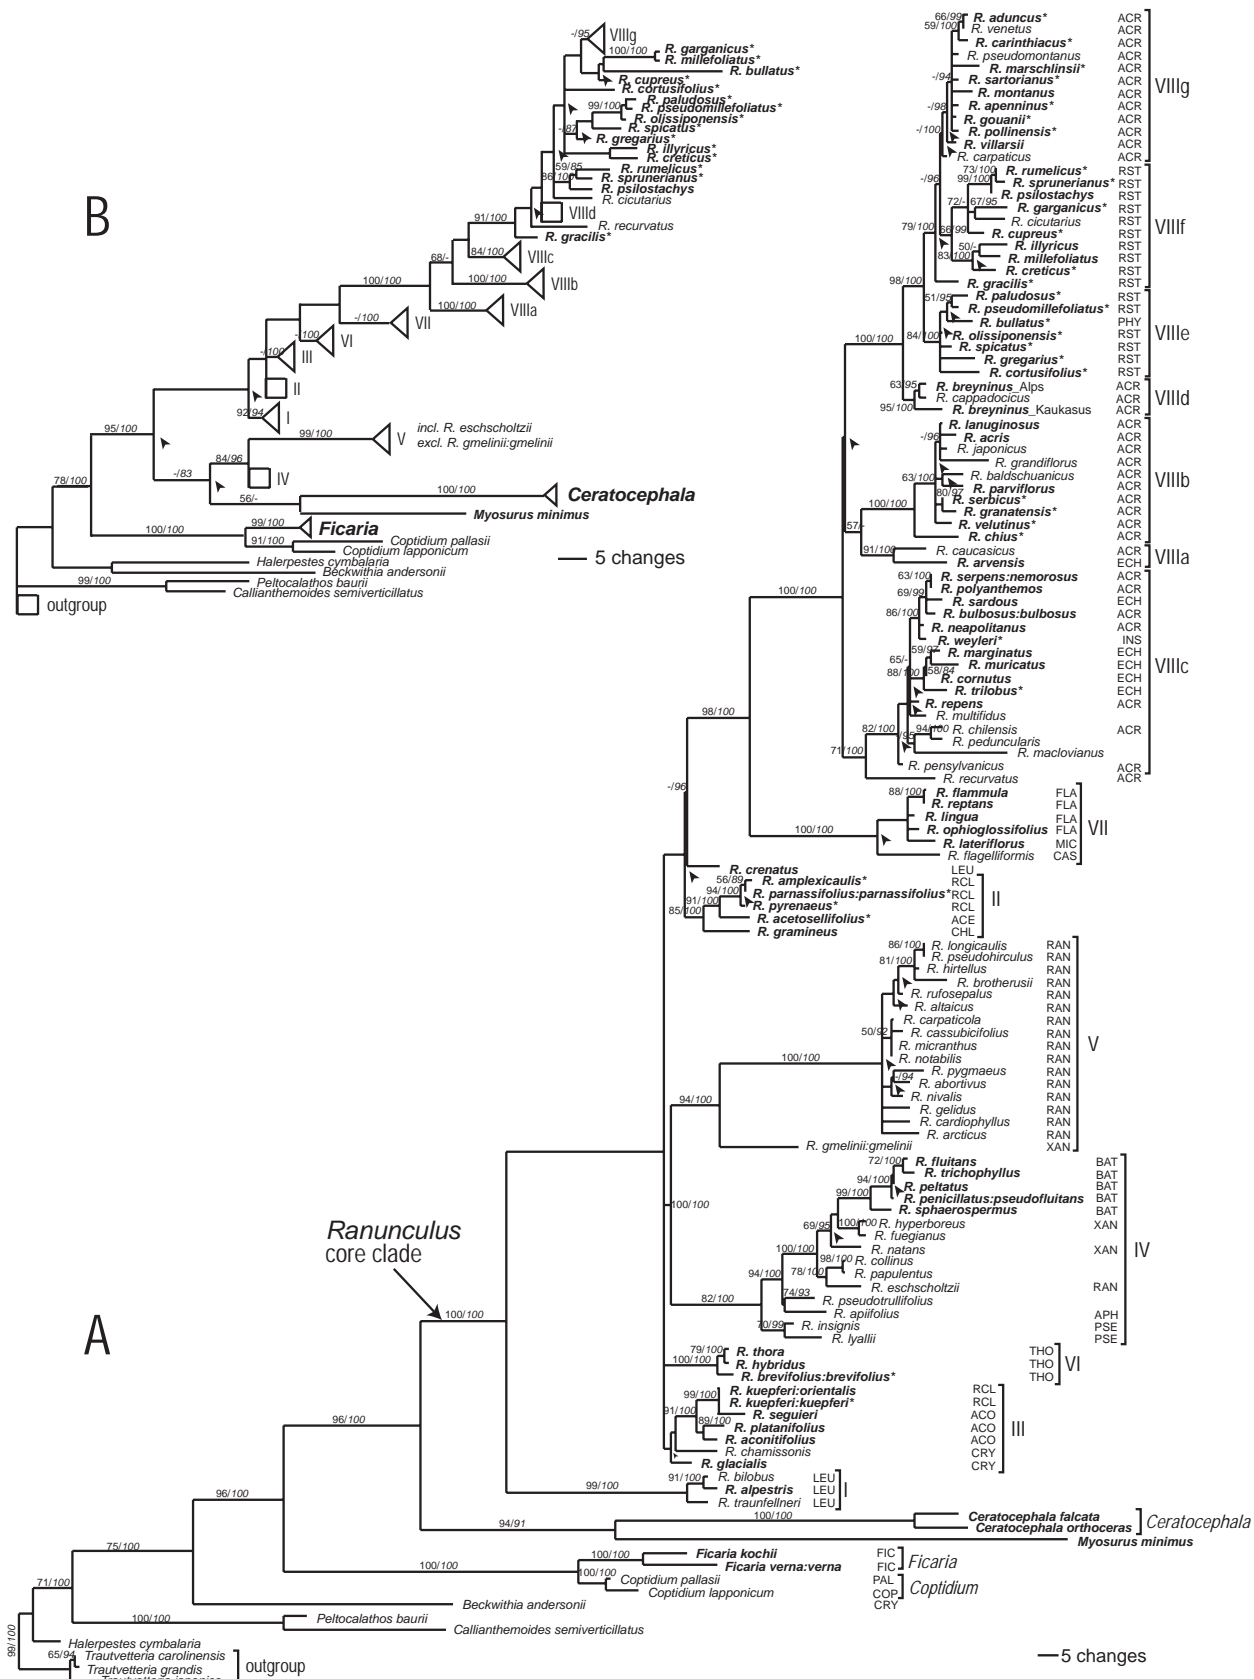 B
-/95
VIIIg
100/100
R. garganicus*
R. millefoliatus*
R. bullatus*
R. cupreus*
R. cortusifolius*
R. paludosus*
99/100
R. pseudomillefoliatus*
R. olissiponensis*
R. spicatus*
-/87
R. gregarius*
R. illyricus*
R. creticus*
59/85
R. rumelicus*
86/100
R. sprunerianus*
R. psilostachys
R. cicutarius
91/100
VIIId
R. recurvatus
R. gracilis*
68/-
84/100
VIIIc
100/100
100/100
VIIIb
100/100
VIIIa
-/100
VII
-/100
VI
-/100
III
II
92/94
I
95/100
99/100
V
incl. R. eschscholtzii
excl. R. gmelinii:gmelinii
84/96
-/83
IV
78/100
56/-
100/100
Ceratocephala
Myosurus minimus
100/100
99/100
Ficaria
91/100
Coptidium pallasii
Coptidium lapponicum
Halerpestes cymbalaria
Beckwithia andersonii
99/100
Peltocalathos baurii
Callianthemoides semiverticillatus
outgroup
5 changes
66/99
R. aduncus* ACR
59/100
R. venetus ACR
R. carinthiacus* ACR
R. pseudomontanus ACR
R. marschlinsii* ACR
-/94
R. sartorianus* ACR
R. montanus ACR
VIIIg
-/98
R. apenninus* ACR
R. gouanii* ACR
-/100
R. pollinensis* ACR
R. villarsii ACR
R. carpaticus ACR
-/96
73/100
R. rumelicus* RST
99/100
R. sprunerianus* RST
R. psilostachys RST
72/-
67/95
R. garganicus* RST
R. cicutarius RST
VIIIf
79/100
66/99
R. cupreus* RST
50/-
R. illyricus RST
83/100
R. millefoliatus RST
R. creticus* RST
98/100
R. gracilis* RST
51/95
R. paludosus* RST
R. pseudomillefoliatus* RST
R. bullatus* PHY
VIIIe
84/100
R. olissiponensis* RST
R. spicatus* RST
R. gregarius* RST
100/100
R. cortusifolius* RST
63/95
R. breyninus_Alps ACR
R. cappadocicus ACR
VIIId
95/100
R. breyninus_Kaukasus ACR
R. lanuginosus ACR
-/96
R. acris ACR
R. japonicus ACR
R. grandiflorus ACR
63/100
R. baldschuanicus ACR
VIIIb
R. parviflorus ACR
80/97
R. serbicus* ACR
100/100
R. granatensis* ACR
R. velutinus* ACR
57/-
R. chius* ACR
91/100
R. caucasicus ACR
VIIIa
R. arvensis ECH
63/100
R. serpens:nemorosus ACR
R. polyanthemos ACR
69/99
R. sardous ECH
86/100
R. bulbosus:bulbosus ACR
100/100
R. neapolitanus ACR
R. weyleri* INS
59/97
R. marginatus ECH
65/-
R. muricatus ECH
VIIIc
88/100
58/84
R. cornutus ECH
R. trilobus* ECH
R. repens ACR
R. multifidus
82/100
94/100
R. chilensis ACR
R. peduncularis
71/100
R. maclovianus
R. pensylvanicus ACR
R. recurvatus ACR
98/100
88/100
R. flammula FLA
R. reptans FLA
R. lingua FLA
VII
100/100
R. ophioglossifolius FLA
R. lateriflorus MIC
R. flagelliformis CAS
-/96
R. crenatus LEU
56/89
R. amplexicaulis* RCL
94/100
R. parnassifolius:parnassifolius* RCL
II
91/100
R. pyrenaeus* RCL
85/100
R. acetosellifolius* ACE
R. gramineus CHL
86/100
R. longicaulis RAN
R. pseudohirculus RAN
81/100
R. hirtellus RAN
R. brotherusii RAN
R. rufosepalus RAN
R. altaicus RAN
R. carpaticola RAN
50/92
R. cassubicifolius RAN
R. micranthus RAN
V
100/100
R. notabilis RAN
R. pygmaeus RAN
-/94
R. abortivus RAN
R. nivalis RAN
94/100
R. gelidus RAN
R. cardiophyllus RAN
R. arcticus RAN
R. gmelinii:gmelinii XAN
72/100
R. fluitans BAT
R. trichophyllus BAT
94/100
R. peltatus BAT
99/100
R. penicillatus:pseudofluitans BAT
100/100
R. sphaerospermus BAT
69/95
100/100
R. hyperboreus XAN
R. fuegianus
IV
100/100
R. natans XAN
98/100
R. collinus
94/100
78/100
R. papulentus
R. eschscholtzii RAN
74/93
R. pseudotrullifolius
82/100
R. apiifolius APH
70/99
R. insignis PSE
R. lyallii PSE
Ranunculus
core clade
100/100
A
79/100
R. thora THO
100/100
R. hybridus THO
VI
R. brevifolius:brevifolius* THO
R. kuepferi:orientalis RCL
99/100
R. kuepferi:kuepferi* RCL
91/100
R. seguieri ACO
89/100
R. platanifolius ACO
III
R. aconitifolius ACO
R. chamissonis CRY
R. glacialis CRY
96/100
91/100
R. bilobus LEU
99/100
R. alpestris LEU
I
R. traunfellneri LEU
96/100
100/100
Ceratocephala falcata
94/91
Ceratocephala orthoceras
Ceratocephala
Myosurus minimus
75/100
100/100
Ficaria kochii FIC
Ficaria
100/100
Ficaria verna:verna FIC
100/100
Coptidium pallasii PAL
Coptidium
Coptidium lapponicum COP
71/100
Beckwithia andersonii CRY
100/100
Peltocalathos baurii
Callianthemoides semiverticillatus
99/100
Halerpestes cymbalaria
65/94
Trautvetteria carolinensis
Trautvetteria grandis
outgroup
5 changes